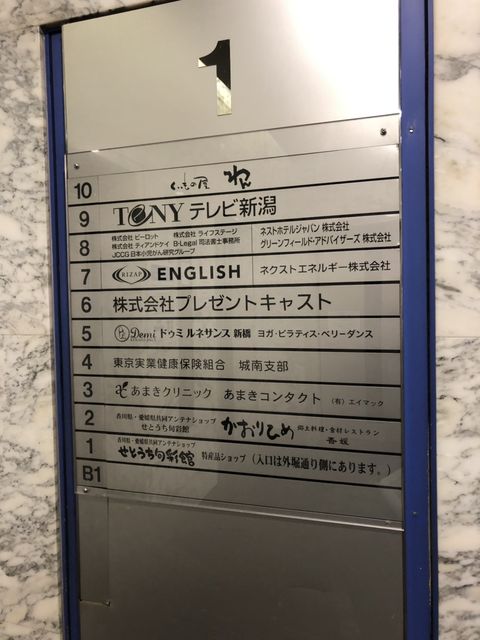 1
10 くいもの屋 わん
9 TONY テレビ新潟
8 株式会社 ピーロット 株式会社 ライフステージ
株式会社 ティアンドケイ B-Legal 司法書士事務所
JCCG 日本小児がん研究グループ
ネストホテルジャパン 株式会社
グリーンフィールド・アドバイザーズ 株式会社
7 RIZAP ENGLISH ネクストエネルギー株式会社
6 株式会社プレゼントキャスト
5 Demi ドゥミ ルネサンス 新橋 ヨガ・ピラティス・ベリーダンス
4 東京実業健康保険組合 城南支部
3 あまきクリニック あまきコンタクト (有)エイマック
2 香川県・愛媛県共同アンテナショップ
せとうち旬彩館
かおりひめ
郷土料理・食材レストラン
香媛
1 香川県・愛媛県共同アンテナショップ
せとうち旬彩館 特産品ショップ (入口は外堀通り側にあります。)
B1